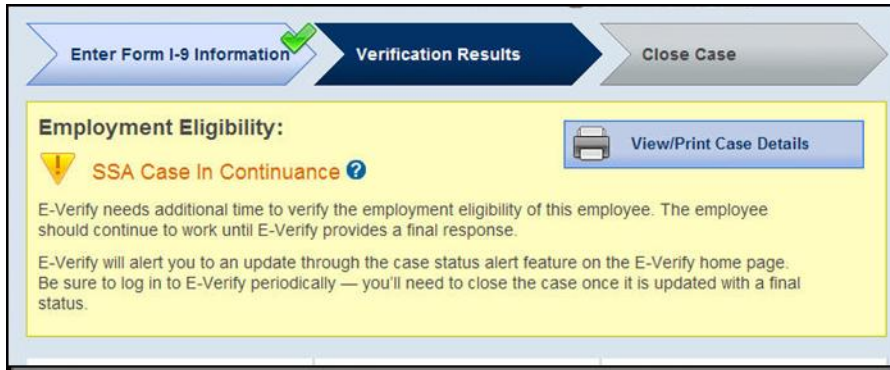 Enter Form I-9 Information
Verification Results
Close Case
Employment Eligibility:
View/Print Case Details
SSA Case In Continuance ?
E-Verify needs additional time to verify the employment eligibility of this employee. The employee
should continue to work until E-Verify provides a final response.
E-Verify will alert you to an update through the case status alert feature on the E-Verify home page.
Be sure to log in to E-Verify periodically — you'll need to close the case once it is updated with a final
status.